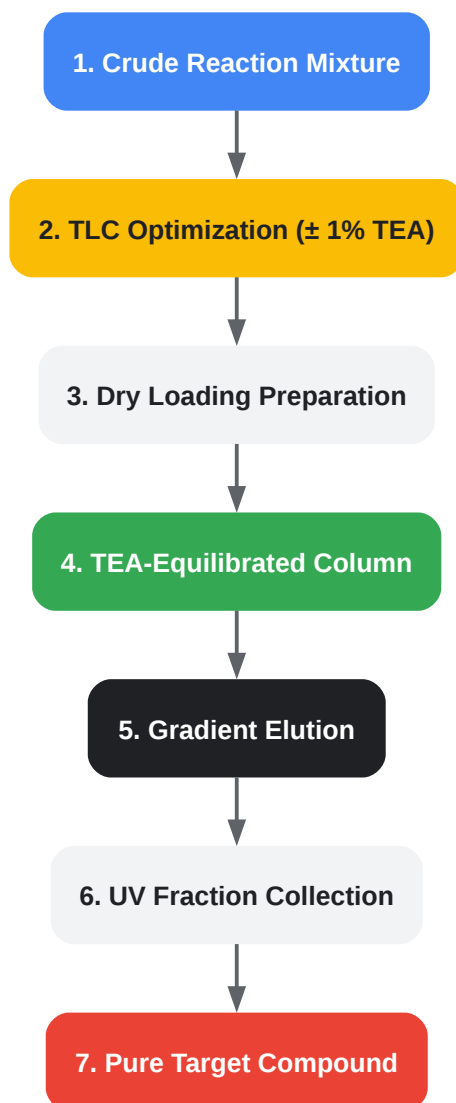 1. Crude Reaction Mixture
2. TLC Optimization (± 1% TEA)
3. Dry Loading Preparation
4. TEA-Equilibrated Column
5. Gradient Elution
6. UV Fraction Collection
7. Pure Target Compound